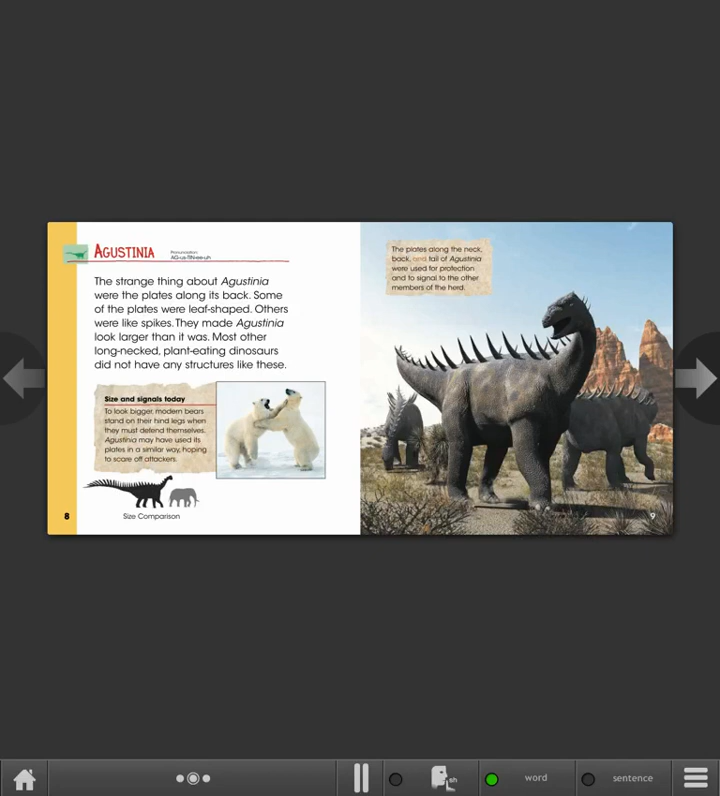 AGUSTINIA
Pronunciation:
AG-us-TIN-ee-uh
The strange thing about Agustinia
were the plates along its back. Some
of the plates were leaf-shaped. Others
were like spikes. They made Agustinia
look larger than it was. Most other
long-necked, plant-eating dinosaurs
did not have any structures like these.
Size and signals today
To look bigger, modern bears
stand on their hind legs when
they must defend themselves.
Agustinia may have used its
plates in a similar way, hoping
to scare off attackers.
Size Comparison
8
The plates along the neck,
back, and tail of Agustinia
were used for protection
and to signal to the other
members of the herd.
9
sh
word
sentence